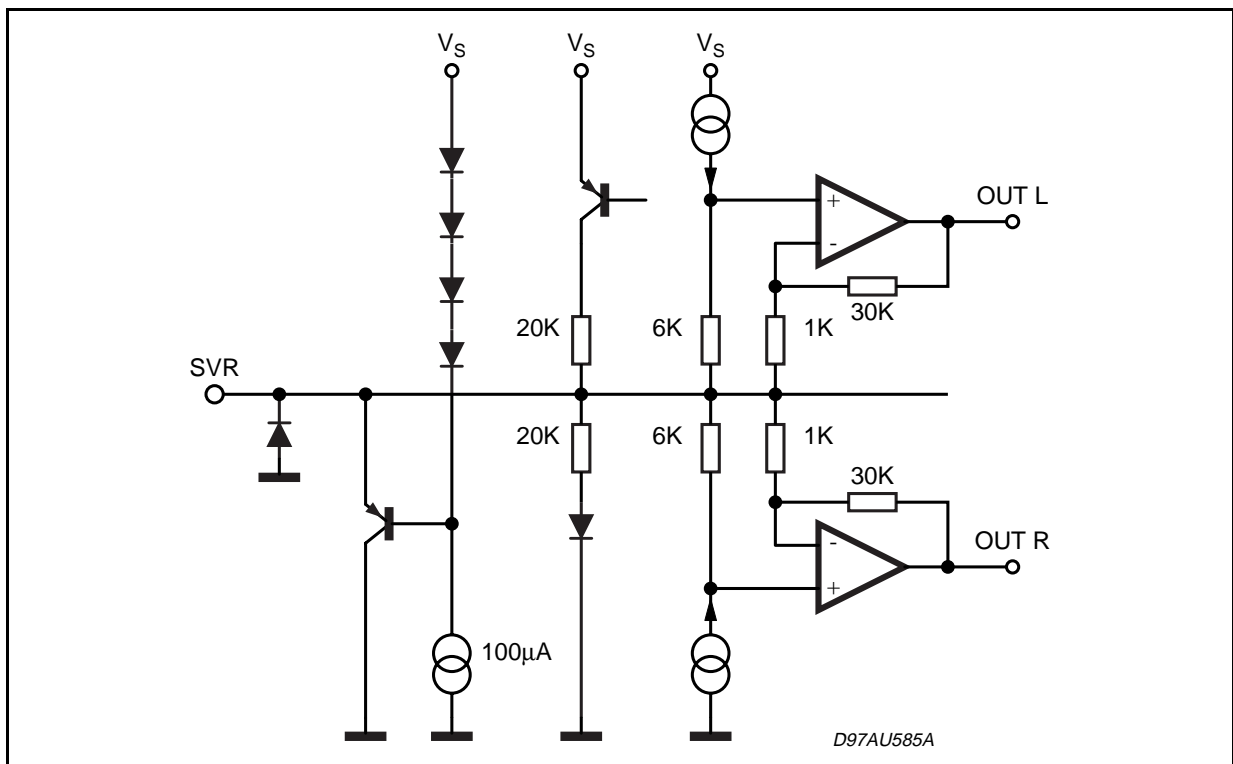 VS VS VS
OUT L
30K
20K 6K 1K
SVR
20K 6K 1K
30K
OUT R
100µA
D97AU585A
+
-
-
+